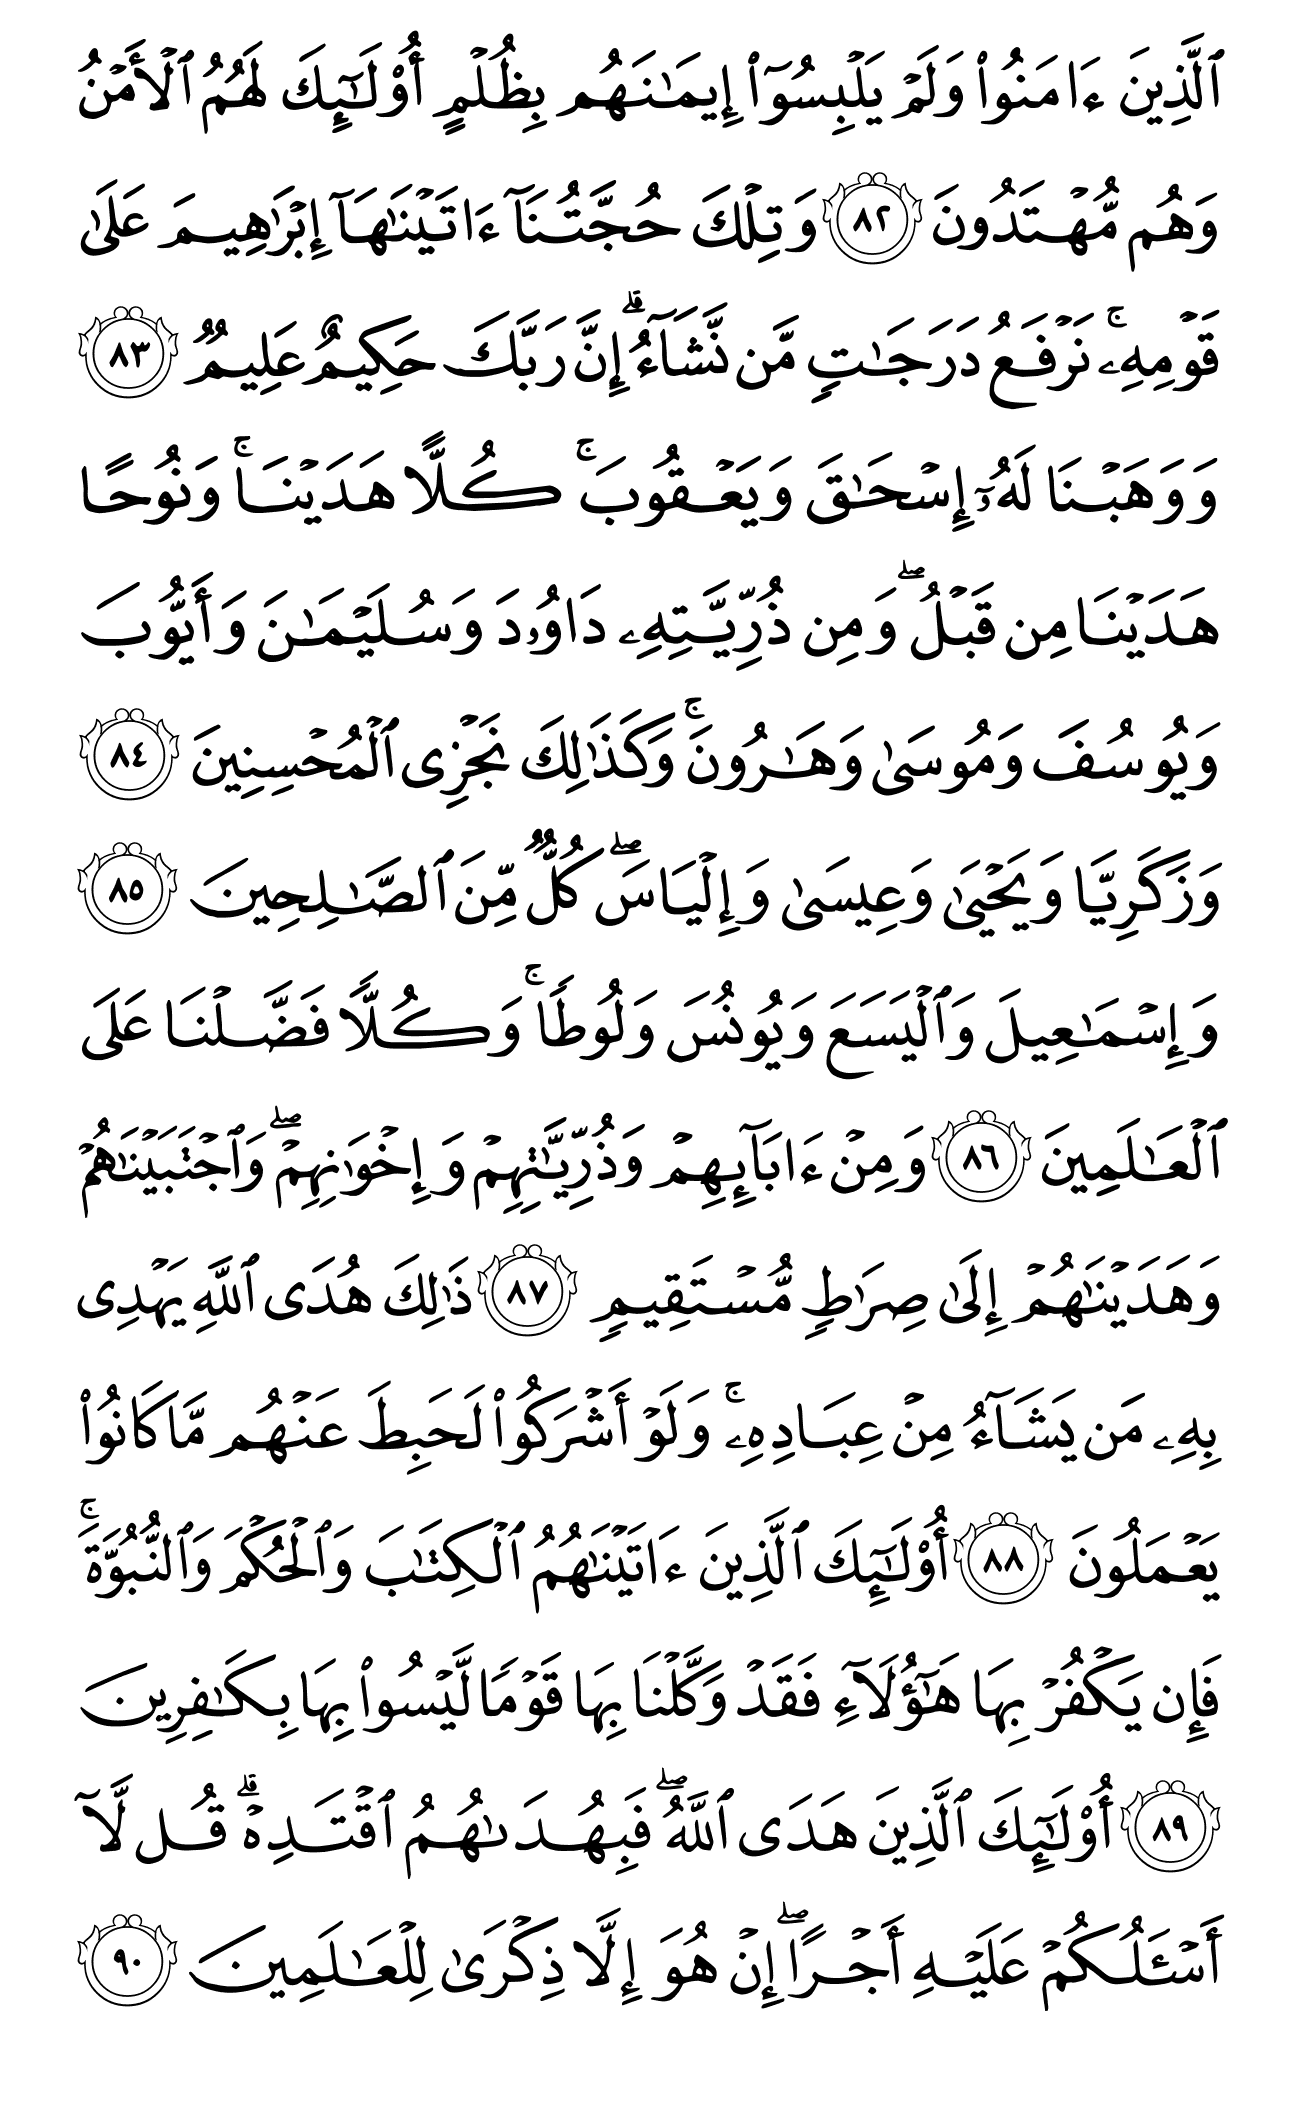 ٱلَّذِينَ ءَامَنُوا۟ وَلَمْ يَلْبِسُوٓا۟ إِيمَـٰنَهُم بِظُلْمٍ أُو۟لَـٰٓئِكَ لَهُمُ ٱلْأَمْنُ
وَهُم مُّهْتَدُونَ ٨٢ وَتِلْكَ حُجَّتُنَآ ءَاتَيْنَـٰهَآ إِبْرَٰهِيمَ عَلَىٰ
قَوْمِهِۦ ۚ نَرْفَعُ دَرَجَـٰتٍ مَّن نَّشَآءُ ۗ إِنَّ رَبَّكَ حَكِيمٌ عَلِيمٌ ٨٣
وَوَهَبْنَا لَهُۥٓ إِسْحَـٰقَ وَيَعْقُوبَ ۚ كُلًّا هَدَيْنَا ۚ وَنُوحًا
هَدَيْنَا مِن قَبْلُ ۖ وَمِن ذُرِّيَّتِهِۦ دَاوُۥدَ وَسُلَيْمَـٰنَ وَأَيُّوبَ
وَيُوسُفَ وَمُوسَىٰ وَهَـٰرُونَ ۚ وَكَذَٰلِكَ نَجْزِى ٱلْمُحْسِنِينَ ٨٤
وَزَكَرِيَّا وَيَحْيَىٰ وَعِيسَىٰ وَإِلْيَاسَ ۖ كُلٌّ مِّنَ ٱلصَّـٰلِحِينَ ٨٥
وَإِسْمَـٰعِيلَ وَٱلْيَسَعَ وَيُونُسَ وَلُوطًا ۚ وَكُلًّا فَضَّلْنَا عَلَى
ٱلْعَـٰلَمِينَ ٨٦ وَمِنْ ءَابَآئِهِمْ وَذُرِّيَّـٰتِهِمْ وَإِخْوَٰنِهِمْ ۖ وَٱجْتَبَيْنَـٰهُمْ
وَهَدَيْنَـٰهُمْ إِلَىٰ صِرَٰطٍ مُّسْتَقِيمٍ ٨٧ ذَٰلِكَ هُدَى ٱللَّهِ يَهْدِى
بِهِۦ مَن يَشَآءُ مِنْ عِبَادِهِۦ ۚ وَلَوْ أَشْرَكُوا۟ لَحَبِطَ عَنْهُم مَّا كَانُوا۟
يَعْمَلُونَ ٨٨ أُو۟لَـٰٓئِكَ ٱلَّذِينَ ءَاتَيْنَـٰهُمُ ٱلْكِتَـٰبَ وَٱلْحُكْمَ وَٱلنُّبُوَّةَ ۚ
فَإِن يَكْفُرْ بِهَا هَـٰٓؤُلَآءِ فَقَدْ وَكَّلْنَا بِهَا قَوْمًا لَّيْسُوا۟ بِهَا بِكَـٰفِرِينَ
٨٩ أُو۟لَـٰٓئِكَ ٱلَّذِينَ هَدَى ٱللَّهُ ۖ فَبِهُدَىٰهُمُ ٱقْتَدِهْ ۗ قُل لَّآ
أَسْـَٔلُكُمْ عَلَيْهِ أَجْرًا ۖ إِنْ هُوَ إِلَّا ذِكْرَىٰ لِلْعَـٰلَمِينَ ٩٠